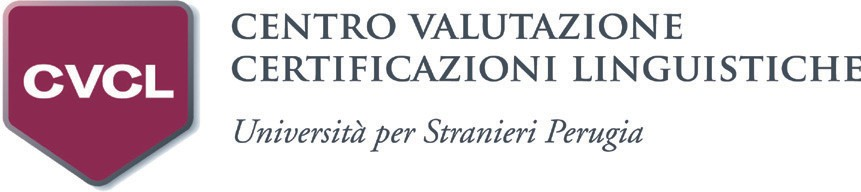 CVCL
CENTRO VALUTAZIONE
CERTIFICAZIONI LINGUISTICHE
Università per Stranieri Perugia